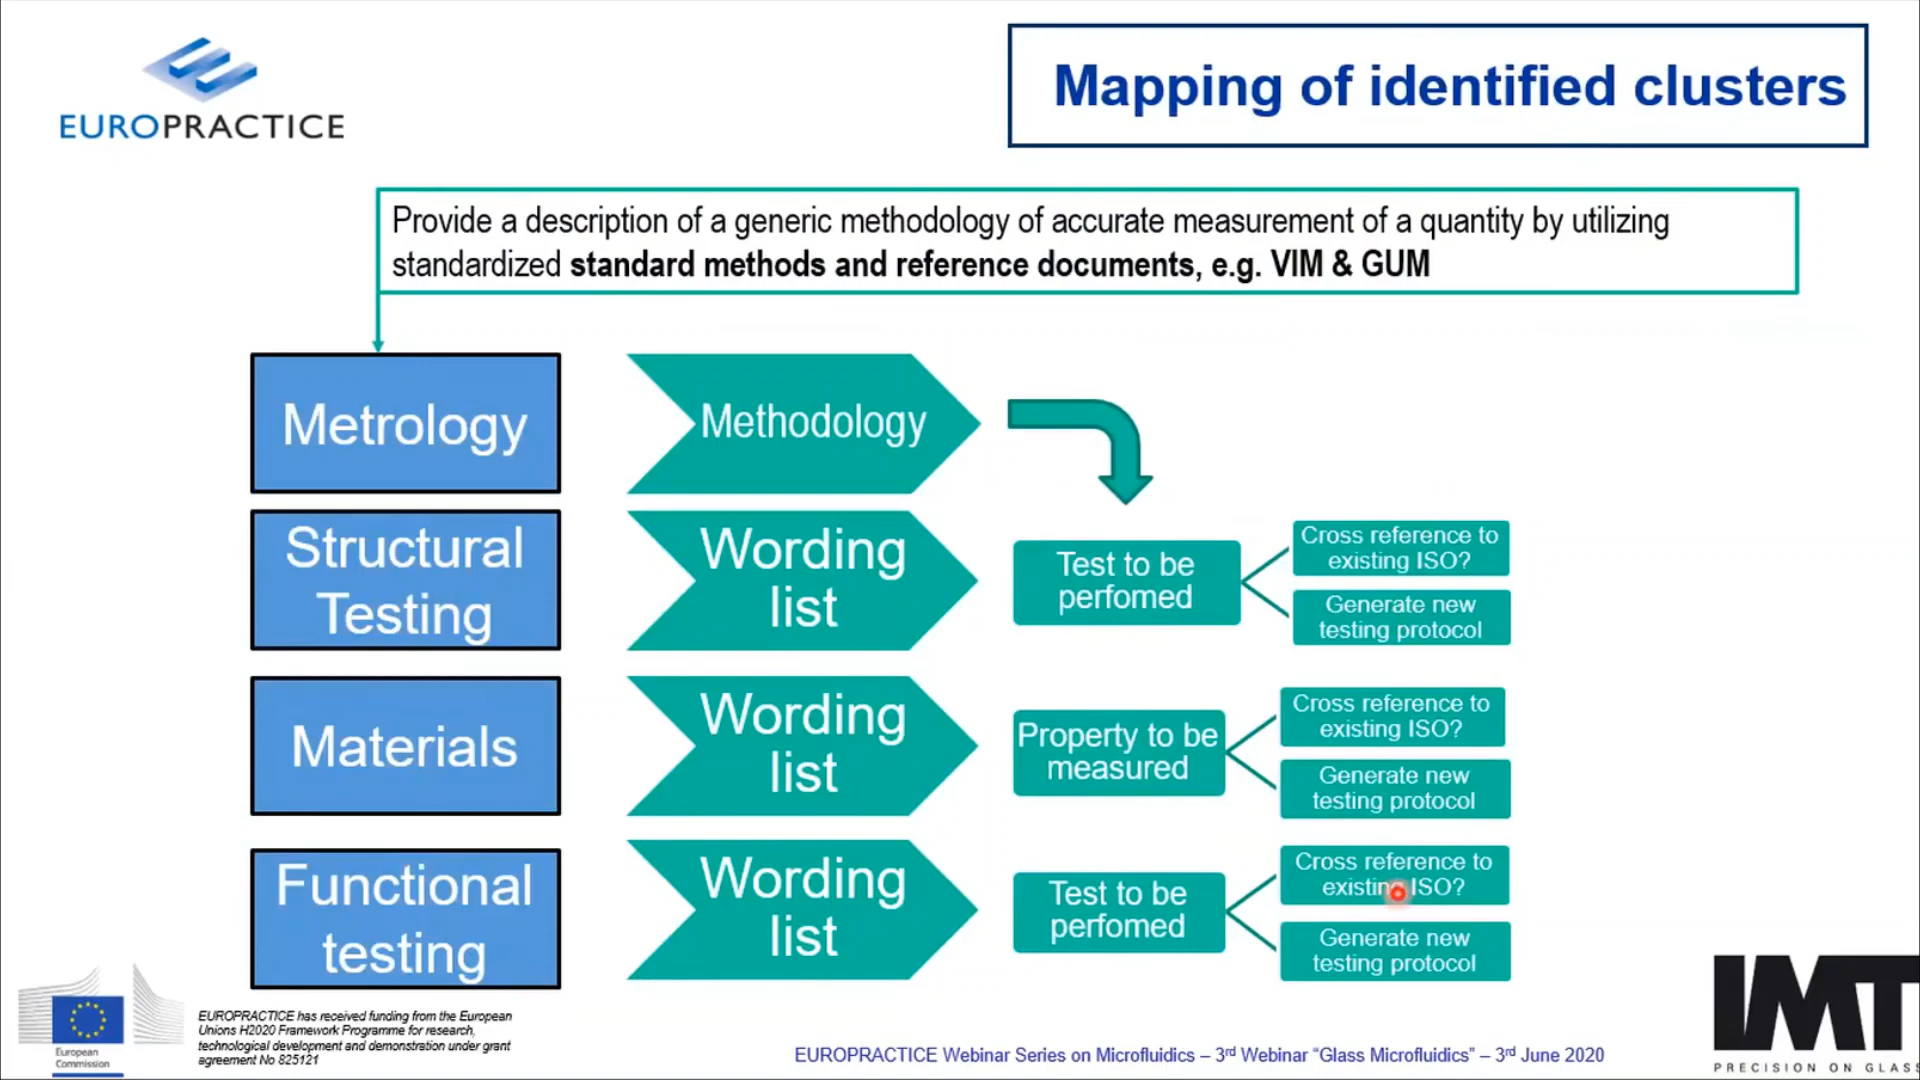 EUROPRACTICE
Mapping of identified clusters
Provide a description of a generic methodology of accurate measurement of a quantity by utilizing
standardized standard methods and reference documents, e.g. VIM & GUM
Metrology
Methodology
Structural
Testing
Wording
list
Test to be
perfomed
Cross reference to
existing ISO?
Generate new
testing protocol
Materials
Wording
list
Property to be
measured
Cross reference to
existing ISO?
Generate new
testing protocol
Functional
testing
Wording
list
Test to be
perfomed
Cross reference to
existing ISO?
Generate new
testing protocol
European
Commission
EUROPRACTICE has received funding from the European
Unions H2020 Framework Programme for research,
technological development and demonstration under grant
agreement No 825121
EUROPRACTICE Webinar Series on Microfluidics – 3rd Webinar “Glass Microfluidics” – 3rd June 2020
IMT
PRECISION ON GLASS